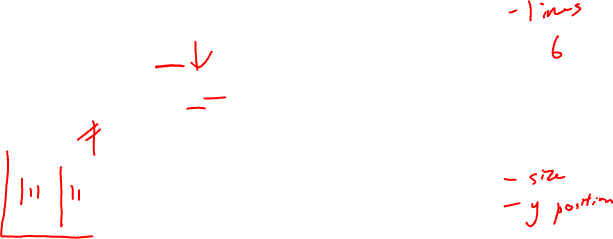 - lines
6
- size
- y position